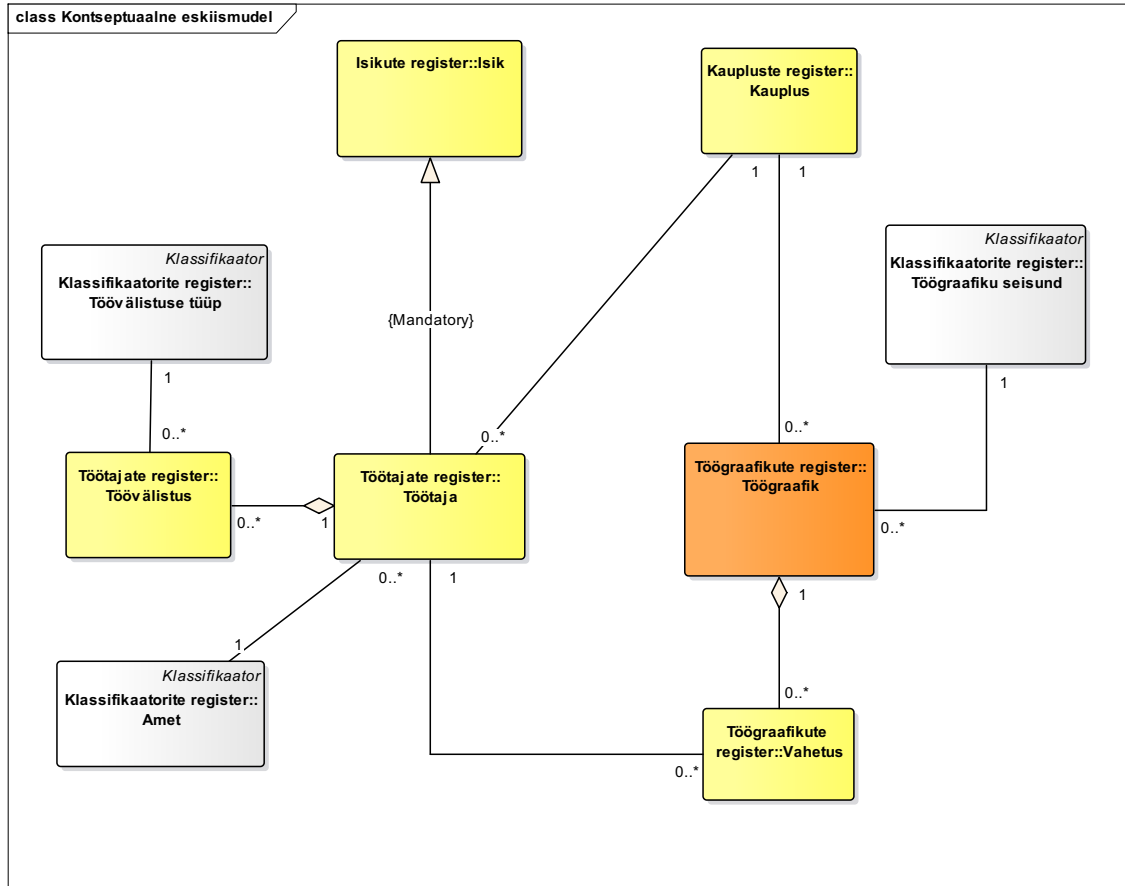 class Kontseptuaalne eskiismudel
Isikute register::Isik
Kaupluste register::
Kauplus
1
1
Klassifikaator
Klassifikaatorite register::
Töövälistuse tüüp
Klassifikaator
Klassifikaatorite register::
Töögraafiku seisund
{Mandatory}
1
1
0..*
0..*
0..*
Töötajate register::
Töövälistus
Töötajate register::
Töötaja
Töögraafikute register::
Töögraafik
0..*
1
0..*
0..*
1
1
1
Klassifikaator
Klassifikaatorite register::
Amet
0..*
Töögraafikute
register::Vahetus
0..*